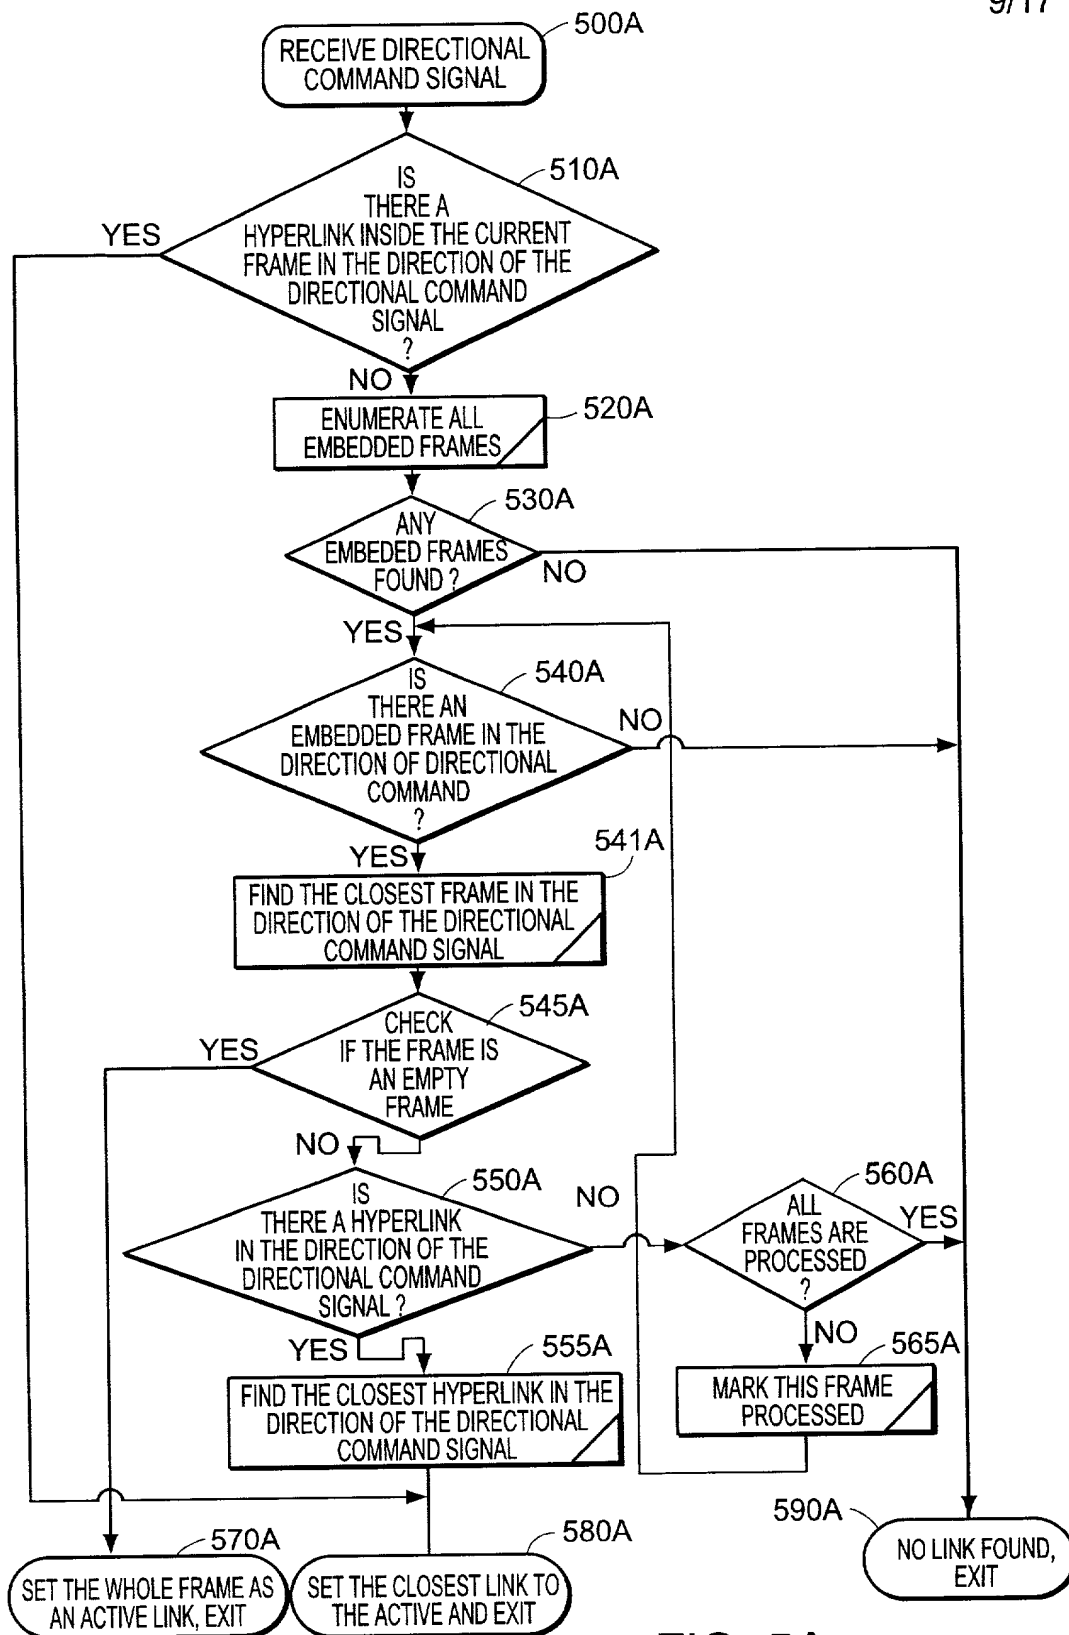 9/17
500A
RECEIVE DIRECTIONAL
COMMAND SIGNAL
510A
IS
THERE A
HYPERLINK INSIDE THE CURRENT
FRAME IN THE DIRECTION OF THE
DIRECTIONAL COMMAND
SIGNAL
?
YES
NO
520A
ENUMERATE ALL
EMBEDDED FRAMES
530A
ANY
EMBEDED FRAMES
FOUND ?
NO
YES
540A
IS
THERE AN
EMBEDDED FRAME IN THE
DIRECTION OF DIRECTIONAL
COMMAND
?
NO
YES
541A
FIND THE CLOSEST FRAME IN THE
DIRECTION OF THE DIRECTIONAL
COMMAND SIGNAL
545A
CHECK
IF THE FRAME IS
AN EMPTY
FRAME
YES
NO
550A
IS
THERE A HYPERLINK
IN THE DIRECTION OF THE
DIRECTIONAL COMMAND
SIGNAL ?
NO
560A
ALL
FRAMES ARE
PROCESSED
?
YES
NO
YES
555A
FIND THE CLOSEST HYPERLINK IN THE
DIRECTION OF THE DIRECTIONAL
COMMAND SIGNAL
565A
MARK THIS FRAME
PROCESSED
570A
SET THE WHOLE FRAME AS
AN ACTIVE LINK, EXIT
580A
SET THE CLOSEST LINK TO
THE ACTIVE AND EXIT
590A
NO LINK FOUND,
EXIT
FIG. 5A